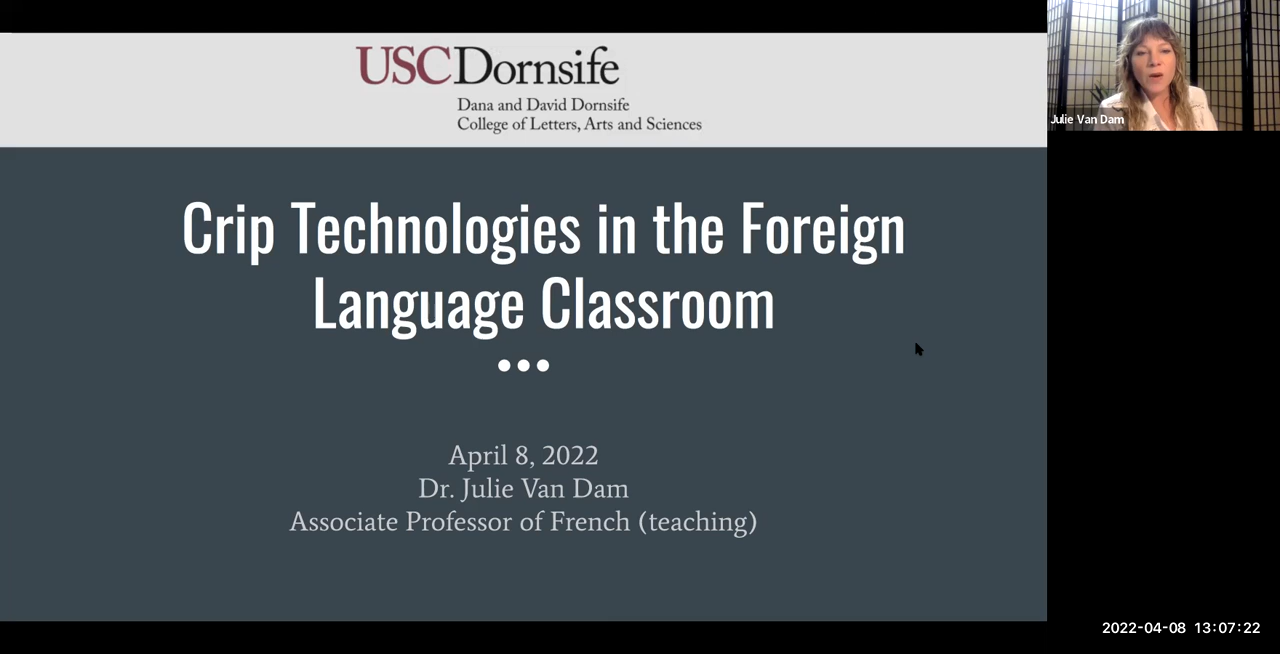 USC Dornsife
Dana and David Dornsife
College of Letters, Arts and Sciences
Julie Van Dam
Crip Technologies in the Foreign
Language Classroom
April 8, 2022
Dr. Julie Van Dam
Associate Professor of French (teaching)
2022-04-08 13:07:22